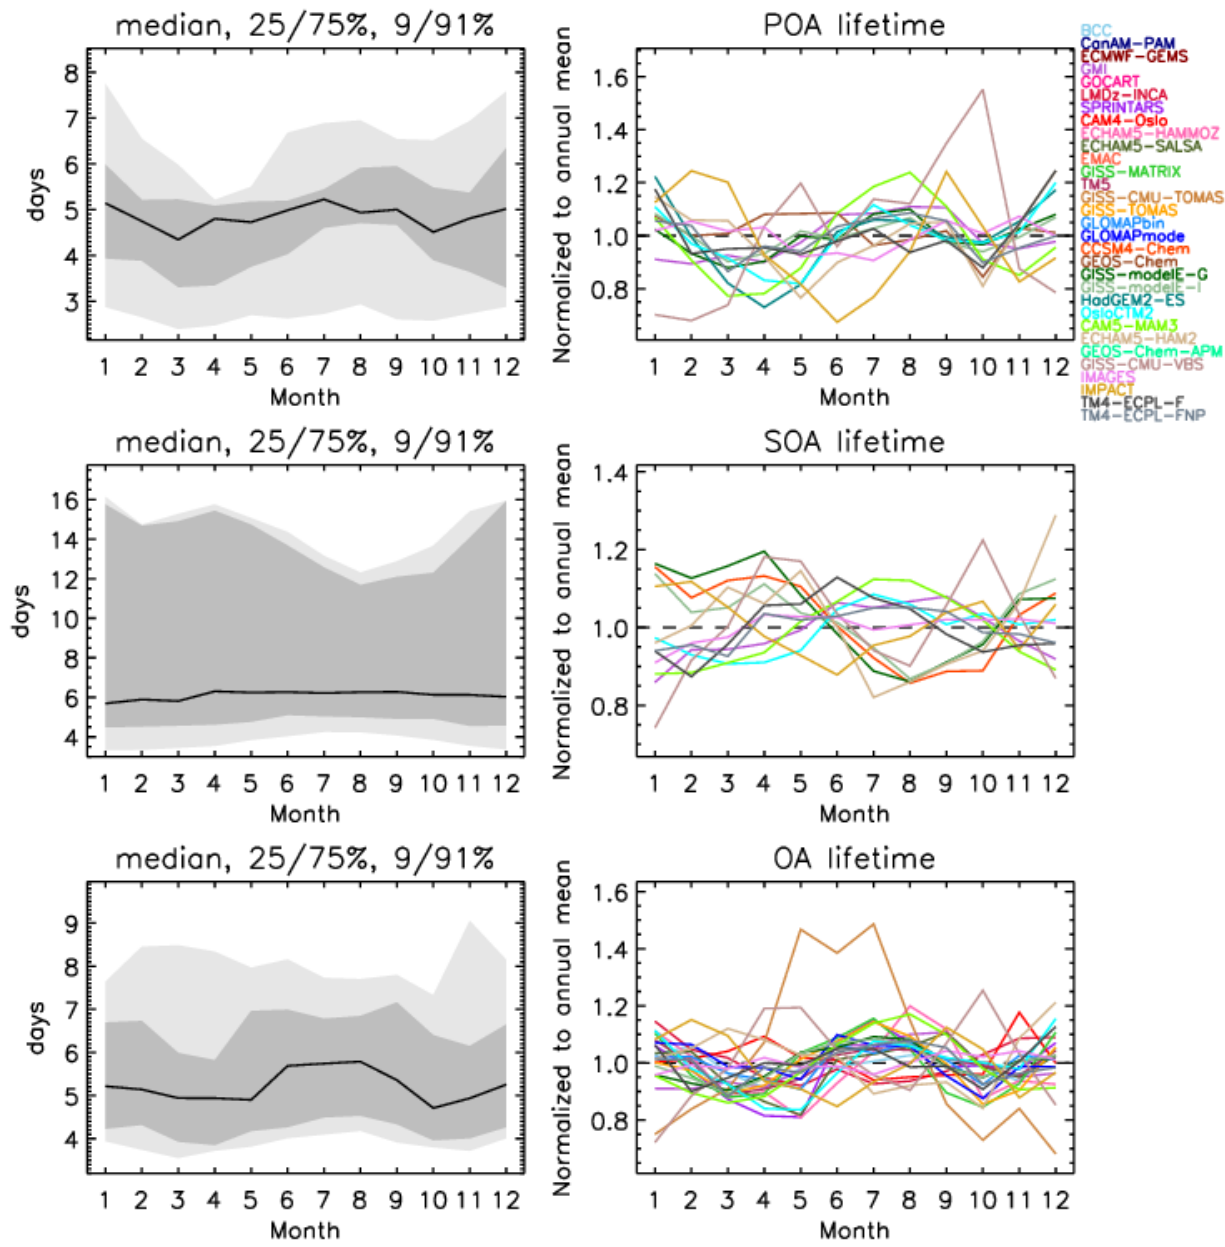 median, 25/75%, 9/91%
days
8
7
6
5
4
3
1 2 3 4 5 6 7 8 9 10 11 12
Month
POA lifetime
Normalized to annual mean
1.6
1.4
1.2
1.0
0.8
1 2 3 4 5 6 7 8 9 10 11 12
Month
BCC
CanAM-PAM
ECMWF-GEMS
GMI
GOCART
LMDz-INCA
SPRINTARS
CAM4-Oslo
ECHAM5-HAMMOZ
ECHAM5-SALSA
EMAC
GISS-MATRIX
TM5
GISS-CMU-TOMAS
GISS-TOMAS
GLOMAPbin
GLOMAPmode
CCSM4-Chem
GEOS-Chem
GISS-modelE-G
GISS-modelE-I
HadGEM2-ES
OsloCTM2
CAM5-MAM3
ECHAM5-HAM2
GEOS-Chem-APM
GISS-CMU-VBS
IMAGES
IMPACT
TM4-ECPL-F
TM4-ECPL-FNP
median, 25/75%, 9/91%
days
16
14
12
10
8
6
4
1 2 3 4 5 6 7 8 9 10 11 12
Month
SOA lifetime
Normalized to annual mean
1.4
1.2
1.0
0.8
1 2 3 4 5 6 7 8 9 10 11 12
Month
median, 25/75%, 9/91%
days
9
8
7
6
5
4
1 2 3 4 5 6 7 8 9 10 11 12
Month
OA lifetime
Normalized to annual mean
1.6
1.4
1.2
1.0
0.8
1 2 3 4 5 6 7 8 9 10 11 12
Month